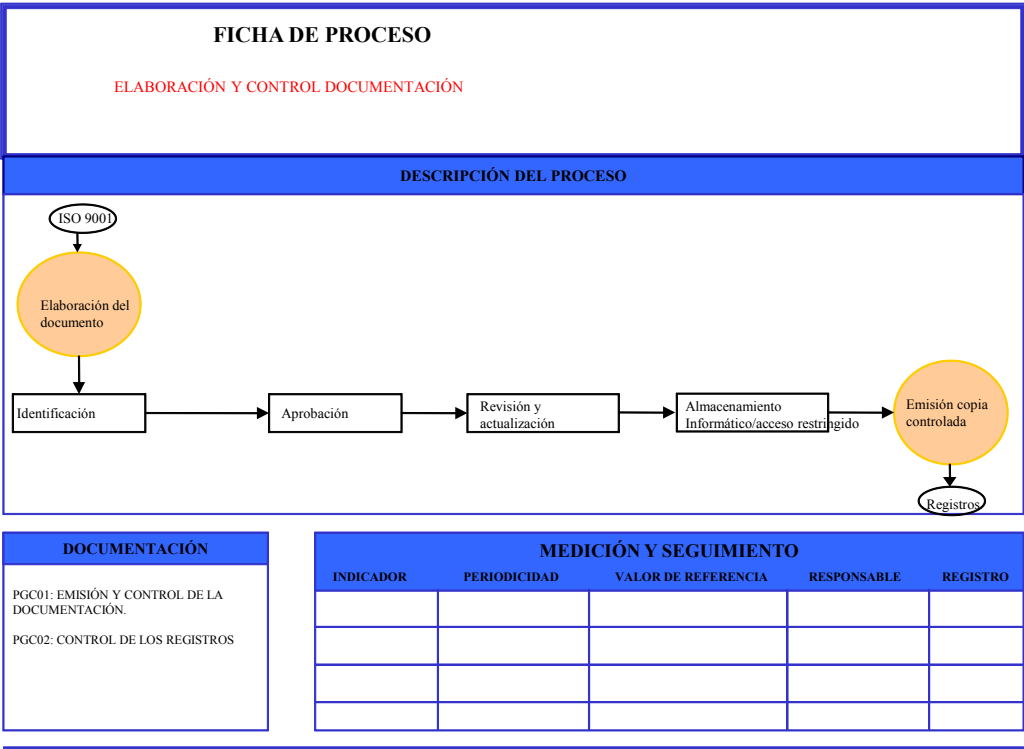 FICHA DE PROCESO
ELABORACIÓN Y CONTROL DOCUMENTACIÓN
DESCRIPCIÓN DEL PROCESO
ISO 9001
Elaboración del
documento
Identificación
Aprobación
Revisión y
actualización
Almacenamiento
Informático/acceso restringido
Emisión copia
controlada
Registros
DOCUMENTACIÓN
PGC01: EMISIÓN Y CONTROL DE LA
DOCUMENTACIÓN.
PGC02: CONTROL DE LOS REGISTROS
MEDICIÓN Y SEGUIMIENTO
INDICADOR PERIODICIDAD VALOR DE REFERENCIA RESPONSABLE REGISTRO